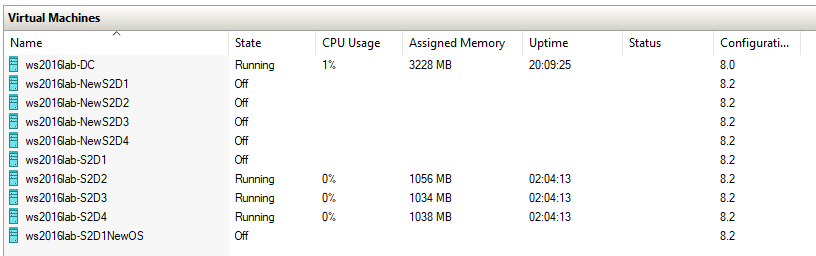 Virtual Machines
Name State CPU Usage Assigned Memory Uptime Status Configurati...
ws2016lab-DC Running 1% 3228 MB 20:09:25 8.0
ws2016lab-NewS2D1 Off 8.2
ws2016lab-NewS2D2 Off 8.2
ws2016lab-NewS2D3 Off 8.2
ws2016lab-NewS2D4 Off 8.2
ws2016lab-S2D1 Off 8.2
ws2016lab-S2D2 Running 0% 1056 MB 02:04:13 8.2
ws2016lab-S2D3 Running 0% 1034 MB 02:04:13 8.2
ws2016lab-S2D4 Running 0% 1038 MB 02:04:13 8.2
ws2016lab-S2D1NewOS Off 8.2